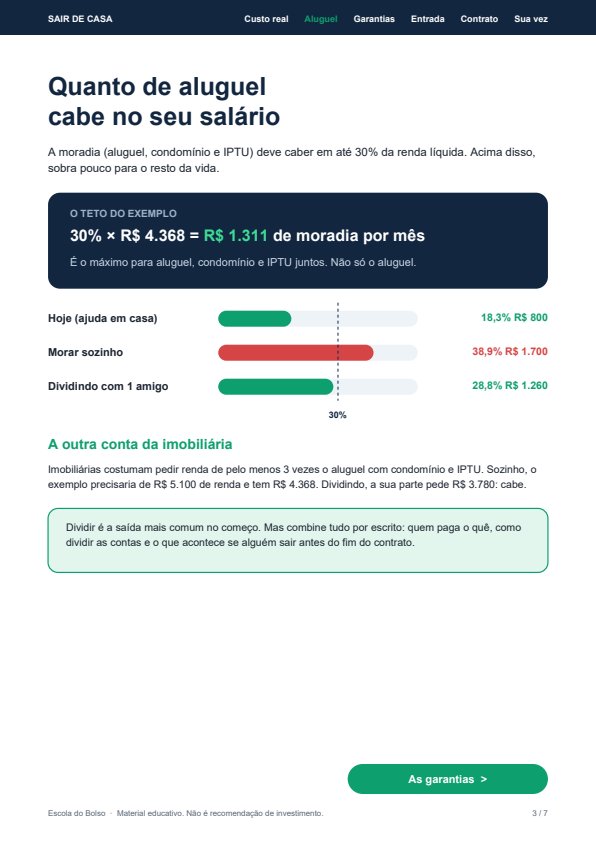 SAIR DE CASA
Custo real Aluguel Garantias Entrada Contrato Sua vez
Quanto de aluguel
cabe no seu salário
A moradia (aluguel, condomínio e IPTU) deve caber em até 30% da renda líquida. Acima disso,
sobra pouco para o resto da vida.
O TETO DO EXEMPLO
30% × R$ 4.368 = R$ 1.311 de moradia por mês
É o máximo para aluguel, condomínio e IPTU juntos. Não só o aluguel.
Hoje (ajuda em casa) 18,3% R$ 800
Morar sozinho 38,9% R$ 1.700
Dividindo com 1 amigo 28,8% R$ 1.260
30%
A outra conta da imobiliária
Imobiliárias costumam pedir renda de pelo menos 3 vezes o aluguel com condomínio e IPTU. Sozinho, o
exemplo precisaria de R$ 5.100 de renda e tem R$ 4.368. Dividindo, a sua parte pede R$ 3.780: cabe.
Dividir é a saída mais comum no começo. Mas combine tudo por escrito: quem paga o quê, como
dividir as contas e o que acontece se alguém sair antes do fim do contrato.
As garantias >
Escola do Bolso · Material educativo. Não é recomendação de investimento. 3 / 7